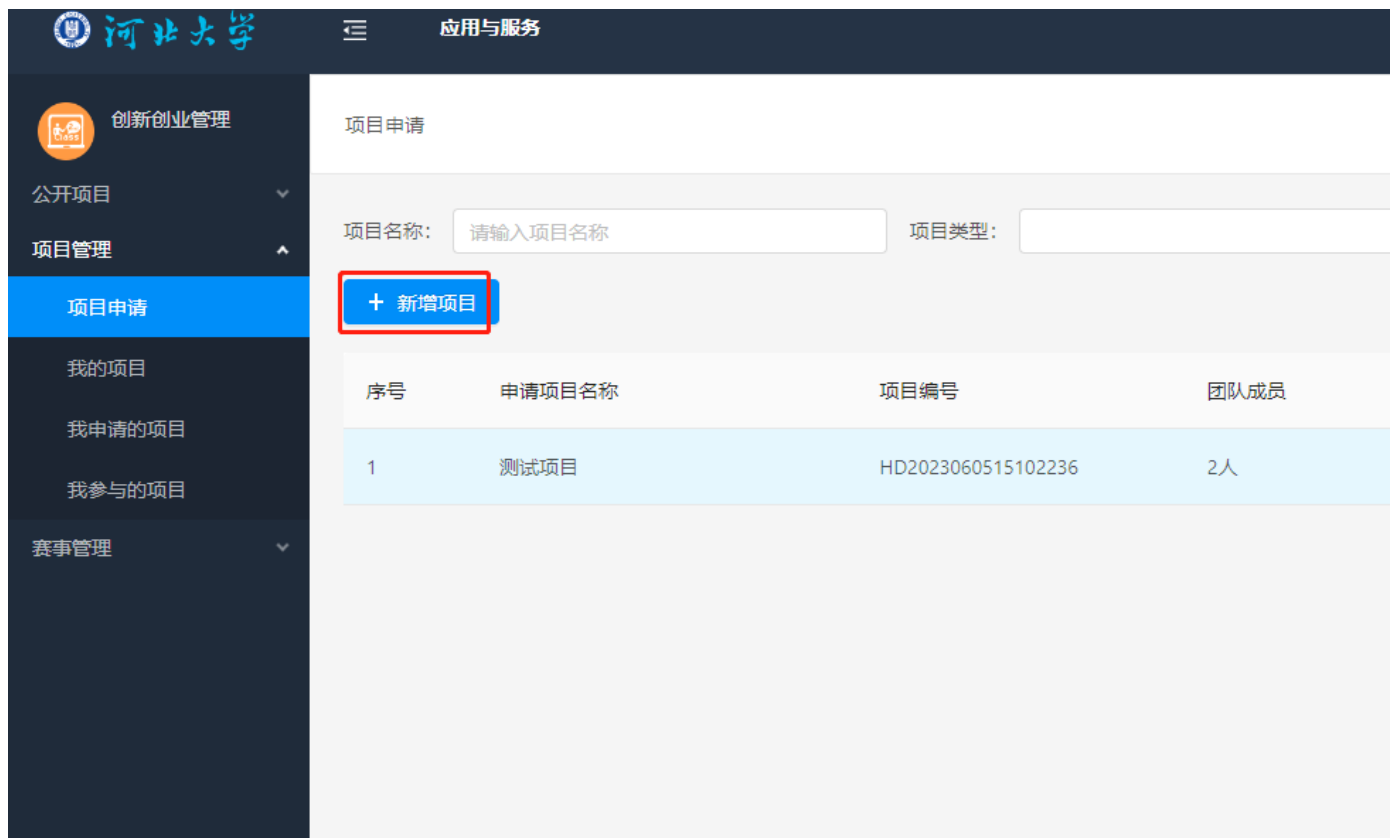 河北大学
应用与服务
创新创业管理
项目申请
公开项目
项目名称：
请输入项目名称
项目类型：
项目管理
+ 新增项目
项目申请
我的项目
序号
申请项目名称
项目编号
团队成员
我申请的项目
1
测试项目
HD2023060515102236
2人
我参与的项目
赛事管理